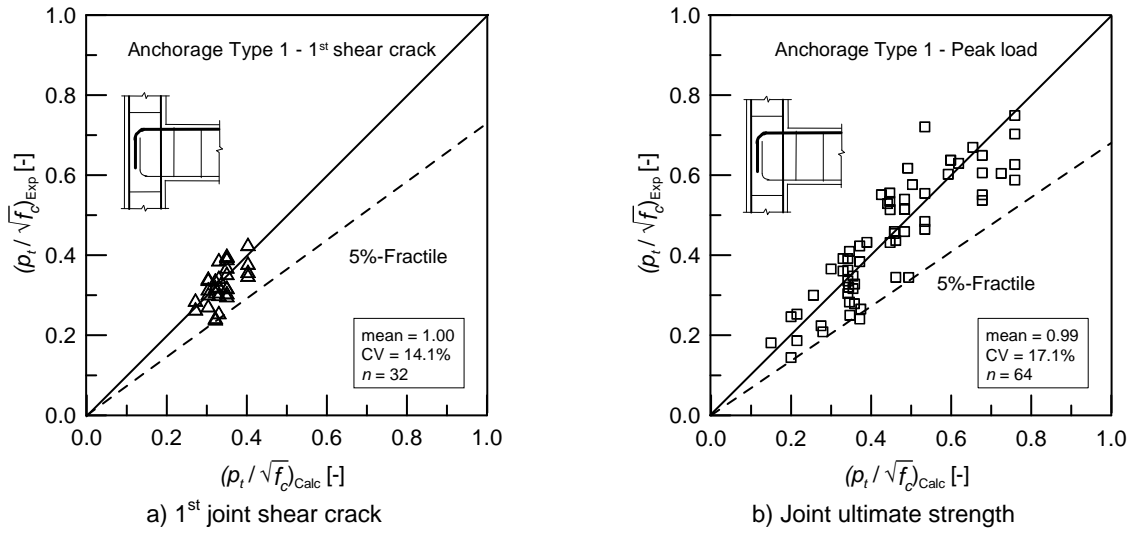 1.0
0.8
0.6
0.4
0.2
0.0
(pt / √fc)Exp [-]
Anchorage Type 1 - 1st shear crack
5%-Fractile
mean = 1.00
CV = 14.1%
n = 32
0.0 0.2 0.4 0.6 0.8 1.0
(pt / √fc)Calc [-]
a) 1st joint shear crack
1.0
0.8
0.6
0.4
0.2
0.0
(pt / √fc)Exp [-]
Anchorage Type 1 - Peak load
5%-Fractile
mean = 0.99
CV = 17.1%
n = 64
0.0 0.2 0.4 0.6 0.8 1.0
(pt / √fc)Calc [-]
b) Joint ultimate strength